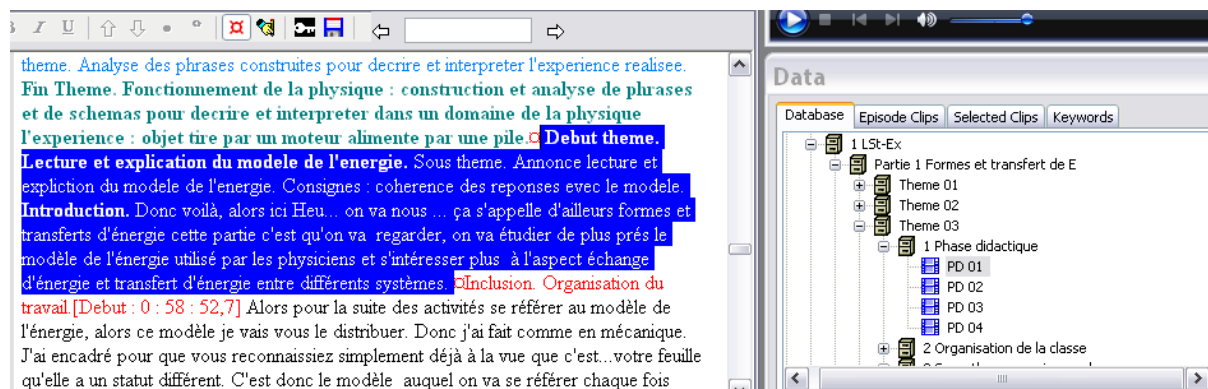 B I U
theme. Analyse des phrases construites pour decrire et interpreter l'experience realisee.
Fin Theme. Fonctionnement de la physique : construction et analyse de phrases
et de schemas pour decrire et interpreter dans un domaine de la physique
l'experience : objet tire par un moteur alimente par une pile.¤ Debut theme.
Lecture et explication du modele de l'energie. Sous theme. Annonce lecture et
expliction du modele de l'energie. Consignes : coherence des reponses evec le modele.
Introduction. Donc voilà, alors ici Heu... on va nous ... ça s'appelle d'ailleurs formes et
transferts d'énergie cette partie c'est qu'on va regarder, on va étudier de plus prés le
modèle de l'énergie utilisé par les physiciens et s'intéresser plus à l'aspect échange
d'énergie et transfert d'énergie entre différents systèmes. ¤Inclusion. Organisation du
travail.[Debut : 0 : 58 : 52,7] Alors pour la suite des activités se référer au modèle de
l'énergie, alors ce modèle je vais vous le distribuer. Donc j'ai fait comme en mécanique.
J'ai encadré pour que vous reconnaissiez simplement déjà à la vue que c'est...votre feuille
qu'elle a un statut différent. C'est donc le modèle auquel on va se référer chaque fois
Data
Database Episode Clips Selected Clips Keywords
1 LSt-Ex
Partie 1 Formes et transfert de E
Theme 01
Theme 02
Theme 03
1 Phase didactique
PD 01
PD 02
PD 03
PD 04
2 Organisation de la classe